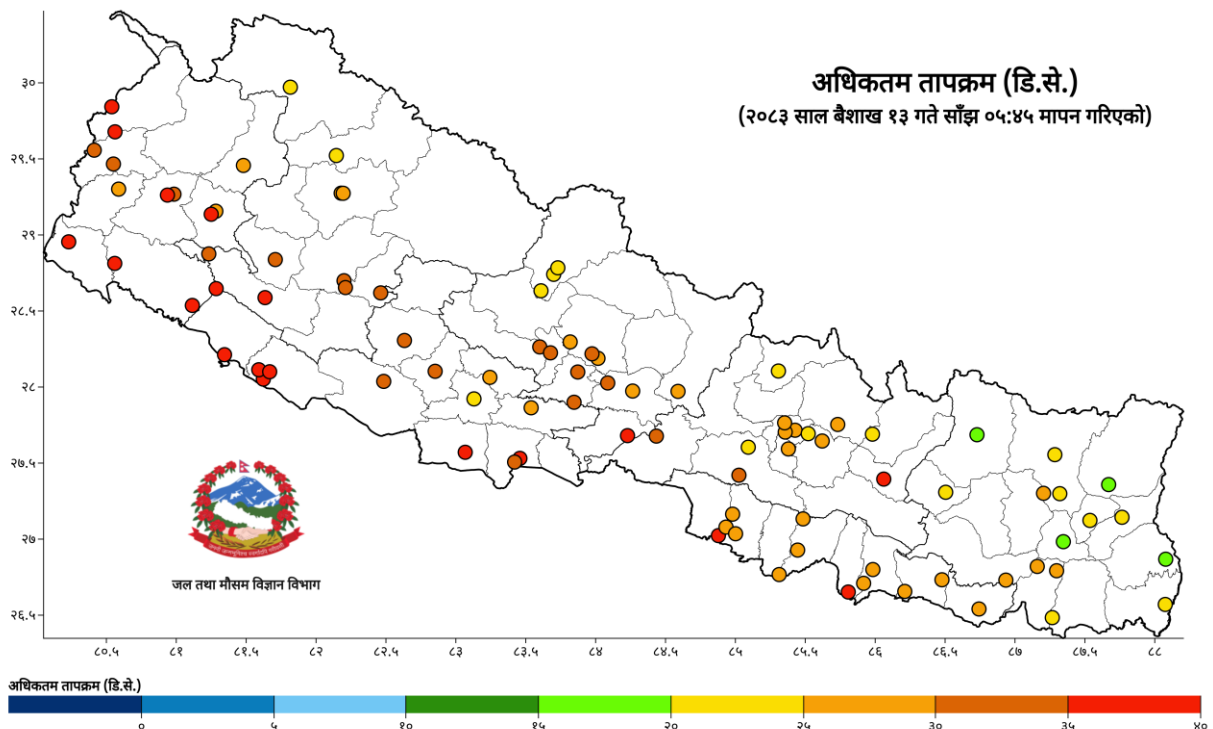 अधिकतम तापक्रम (डि.से.)
(२०८३ साल बैशाख १३ गते साँझ ०५:४५ मापन गरिएको)
३०
२९.५
२९
२८.५
२८
२७.५
२७
२६.५
जल तथा मौसम विज्ञान विभाग
८०.५ ८१ ८१.५ ८२ ८२.५ ८३ ८३.५ ८४ ८४.५ ८५ ८५.५ ८६ ८६.५ ८७ ८७.५ ८८
अधिकतम तापक्रम (डि.से.)
० ५ १० १५ २० २५ ३० ३५ ४०